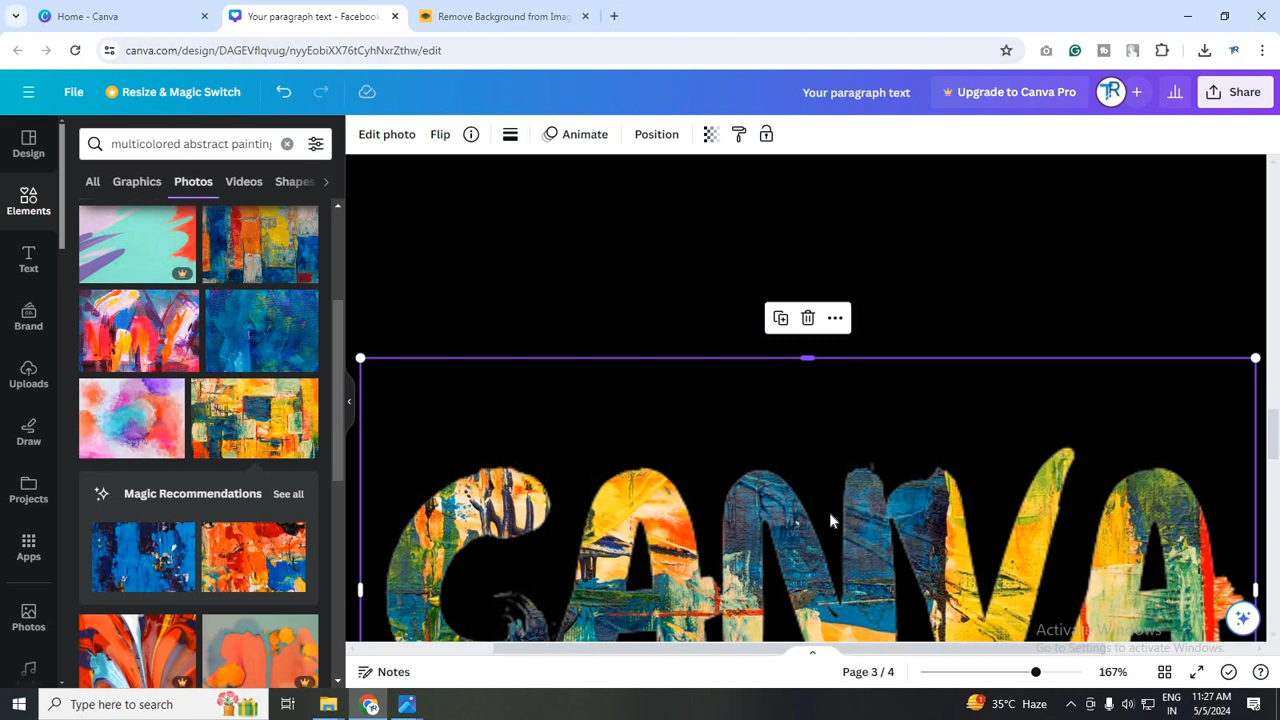 Home - Canva
Your paragraph text - Facebook
Remove Background from Imag
canva.com/design/DAGEVflqvug/nyyEobiXX76tCyhNxrZthw/edit
File
Resize & Magic Switch
Your paragraph text
Upgrade to Canva Pro
Share
Design
Elements
Text
Brand
Uploads
Draw
Projects
Apps
Photos
multicolored abstract painting
All
Graphics
Photos
Videos
Shapes
Magic Recommendations
See all
Edit photo
Flip
Animate
Position
CANVA
Activate Windows
Go to Settings to activate Windows.
Notes
Page 3 / 4
167%
Type here to search
35°C Haze
ENG
IN
11:27 AM
5/5/2024